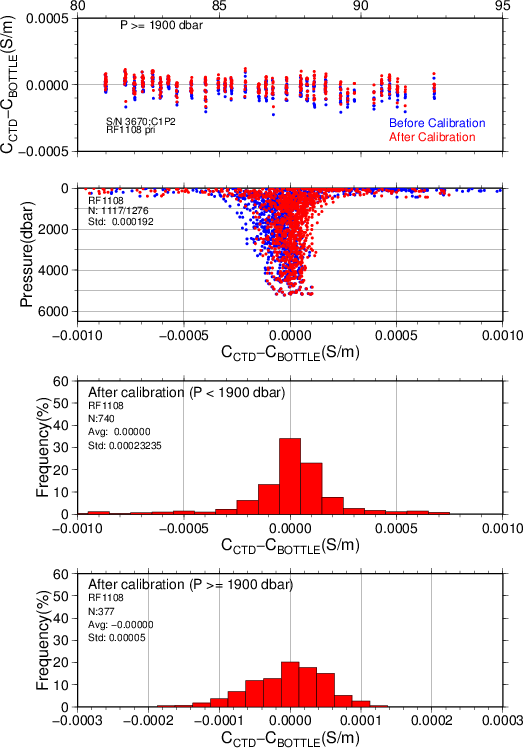 80 85 90 95
0.0005
0.0000
−0.0005
C_CTD−C_BOTTLE(S/m)
P >= 1900 dbar
S/N 3670;C1P2
RF1108 pri
Before Calibration
After Calibration
0
2000
4000
6000
Pressure(dbar)
RF1108
N: 1117/1276
Std: 0.000192
−0.0010 −0.0005 0.0000 0.0005 0.0010
C_CTD−C_BOTTLE(S/m)
60
50
40
30
20
10
0
Frequency(%)
After calibration (P < 1900 dbar)
RF1108
N:740
Avg: 0.00000
Std: 0.00023235
−0.0010 −0.0005 0.0000 0.0005 0.0010
C_CTD−C_BOTTLE(S/m)
60
50
40
30
20
10
0
Frequency(%)
After calibration (P >= 1900 dbar)
RF1108
N:377
Avg: −0.00000
Std: 0.00005
−0.0003 −0.0002 −0.0001 0.0000 0.0001 0.0002 0.0003
C_CTD−C_BOTTLE(S/m)